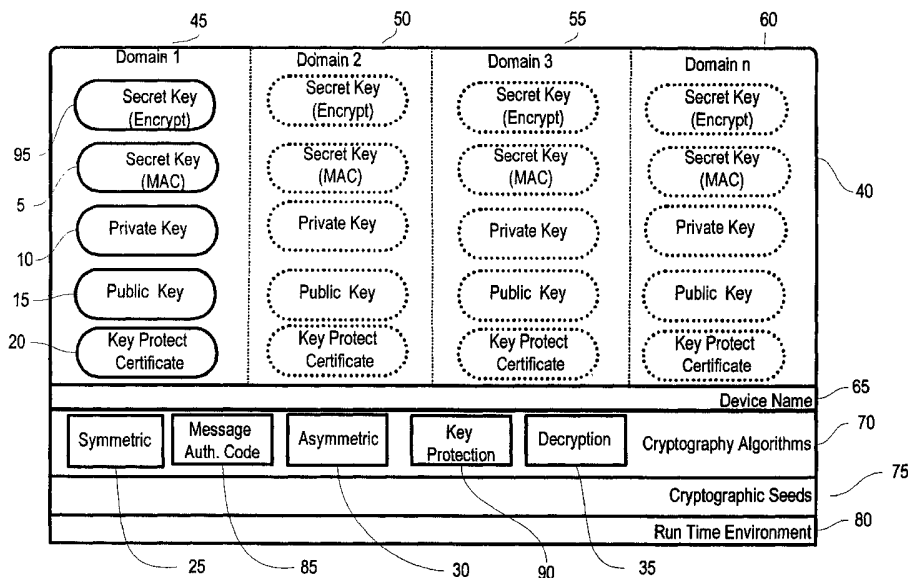 45 50 55 60
Domain 1 Domain 2 Domain 3 Domain n
Secret Key
(Encrypt)
Secret Key
(Encrypt)
Secret Key
(Encrypt)
Secret Key
(Encrypt)
95
Secret Key
(MAC)
Secret Key
(MAC)
Secret Key
(MAC)
Secret Key
(MAC)
5
40
Private Key Private Key Private Key Private Key
10
Public Key Public Key Public Key Public Key
15
Key Protect
Certificate
Key Protect
Certificate
Key Protect
Certificate
Key Protect
Certificate
20
Device Name
65
Symmetric
Message
Auth. Code
Asymmetric
Key
Protection
Decryption
Cryptography Algorithms
70
Cryptographic Seeds
75
Run Time Environment
80
25 85 30 90 35